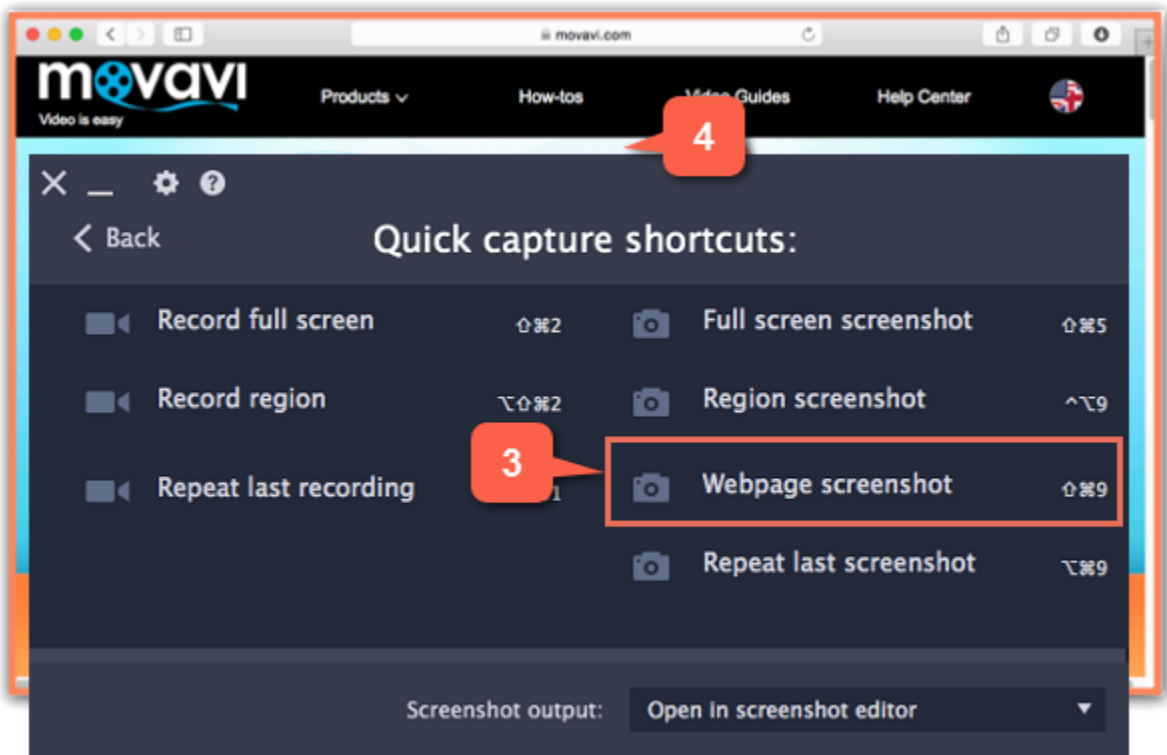 movavi.com
movavi
Video is easy
Products How-tos Video Guides Help Center
4
Back Quick capture shortcuts:
Record full screen ⇧⌘2 Full screen screenshot ⇧⌘5
Record region ⌥⇧⌘2 Region screenshot ^⌥9
3
Repeat last recording 1 Webpage screenshot ⇧⌘9
Repeat last screenshot ⌥⌘9
Screenshot output: Open in screenshot editor